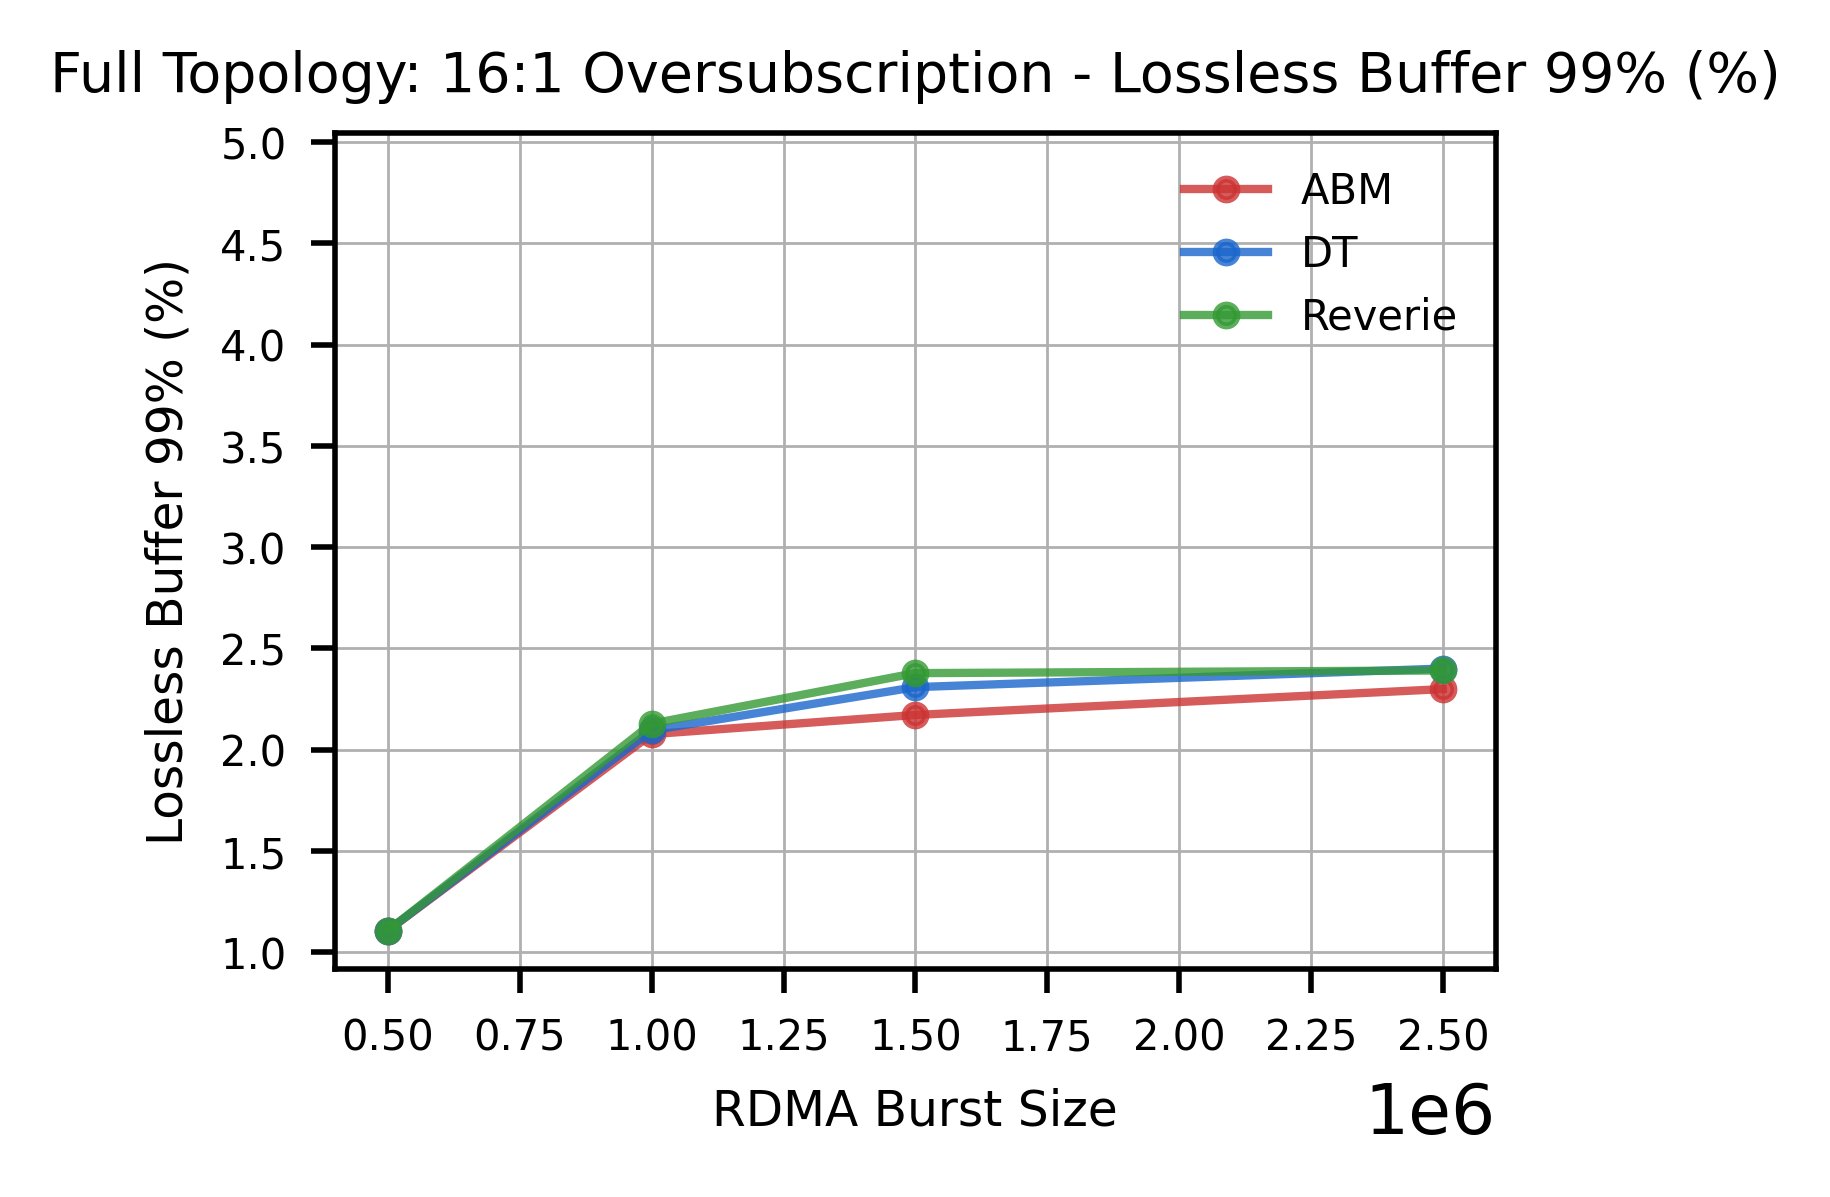 Full Topology: 16:1 Oversubscription - Lossless Buffer 99% (%)
5.0
4.5
4.0
3.5
3.0
2.5
2.0
1.5
1.0
Lossless Buffer 99% (%)
ABM
DT
Reverie
0.50 0.75 1.00 1.25 1.50 1.75 2.00 2.25 2.50
RDMA Burst Size
1e6